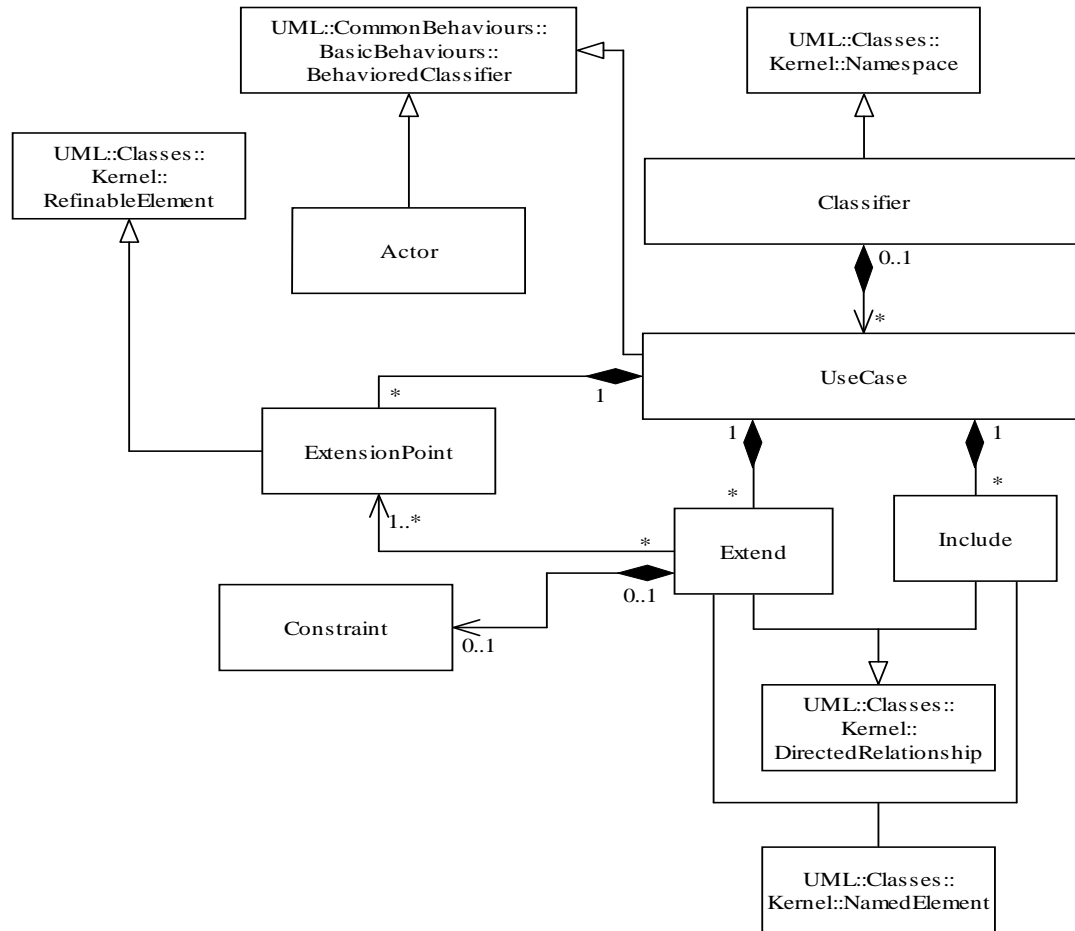 UML::CommonBehaviours::
BasicBehaviours::
BehavioredClassifier
UML::Classes::
Kernel::Namespace
UML::Classes::
Kernel::
RefinableElement
Classifier
Actor
0..1
*
UseCase
*
1
1
1
ExtensionPoint
*
*
1..*
*
Extend
Include
0..1
Constraint
0..1
UML::Classes::
Kernel::
DirectedRelationship
UML::Classes::
Kernel::NamedElement